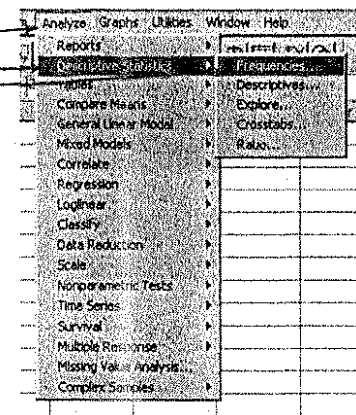 Analyze Graphs Utilities Window Help
Reports
Descriptive Statistics Frequencies...
Tables Descriptives...
Compare Means Explore...
General Linear Model Crosstabs...
Mixed Models Ratio...
Correlate
Regression
Loglinear
Classify
Data Reduction
Scale
Nonparametric Tests
Time Series
Survival
Multiple Response
Missing Value Analysis...
Complex Samples